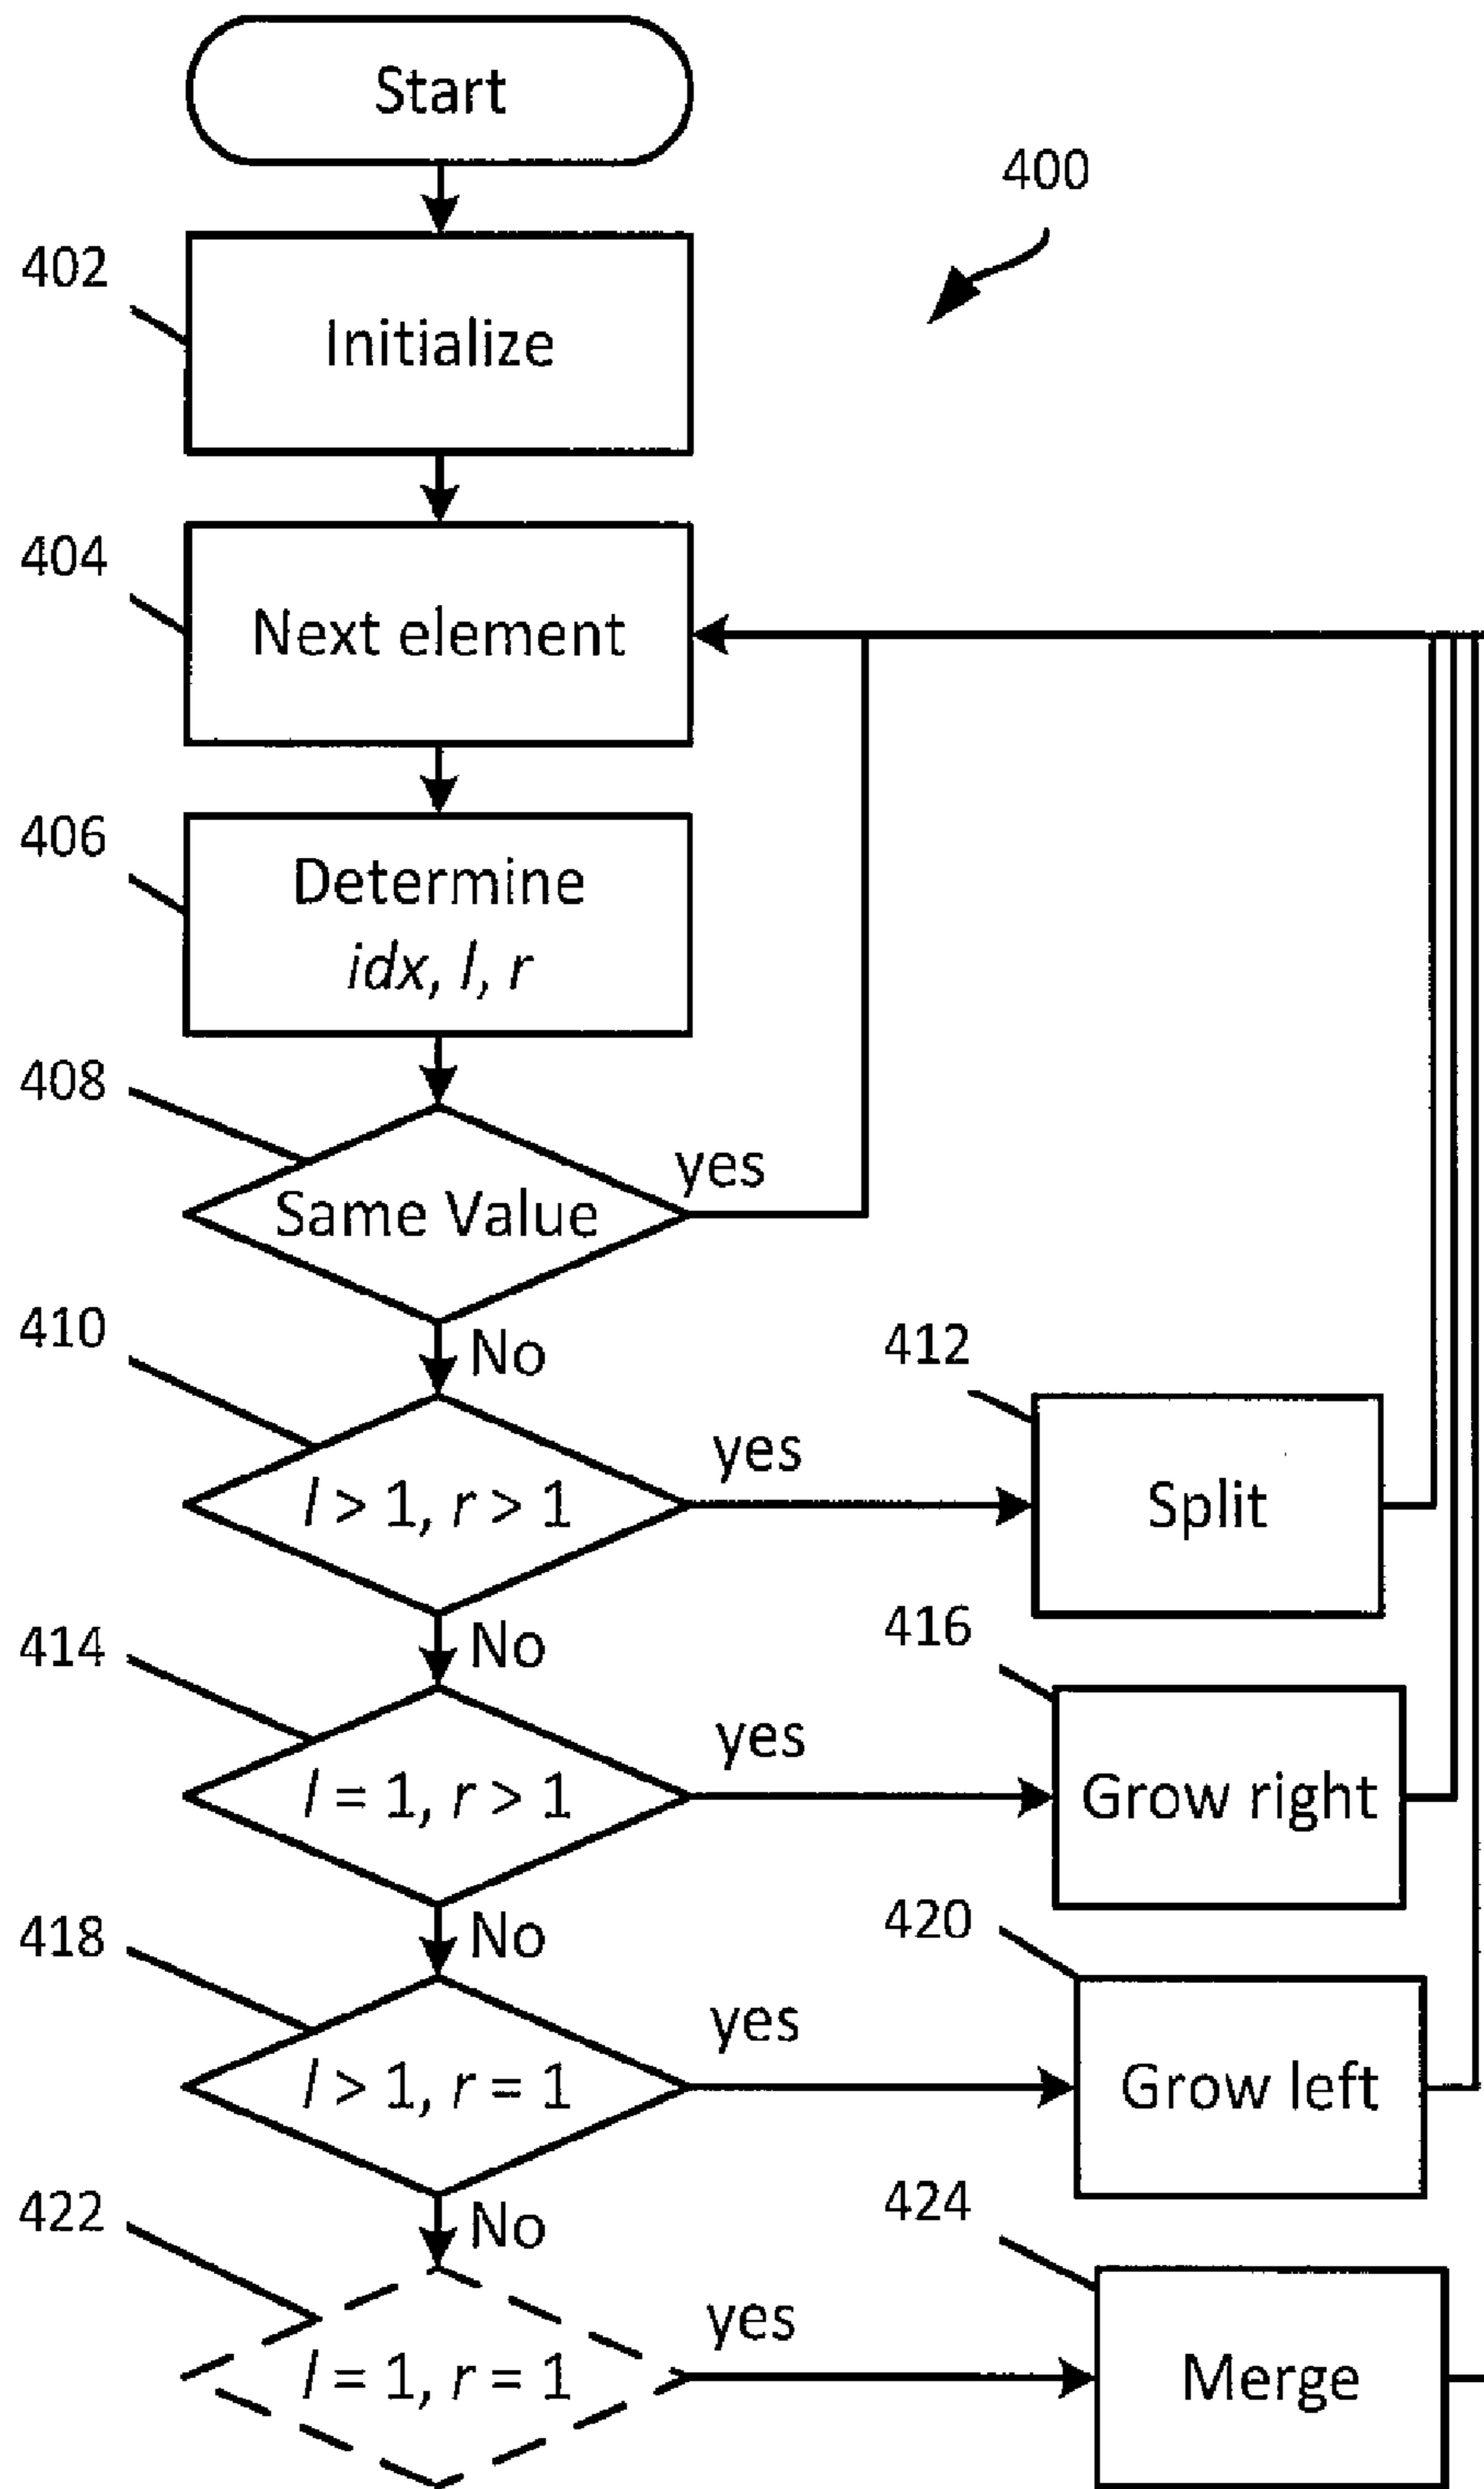 Start
400
402
Initialize
404
Next element
406
Determine
idx, l, r
408
Same Value
yes
No
410
l > 1, r > 1
yes
412
Split
No
414
l = 1, r > 1
yes
416
Grow right
No
418
l > 1, r = 1
yes
420
Grow left
No
422
l = 1, r = 1
yes
424
Merge